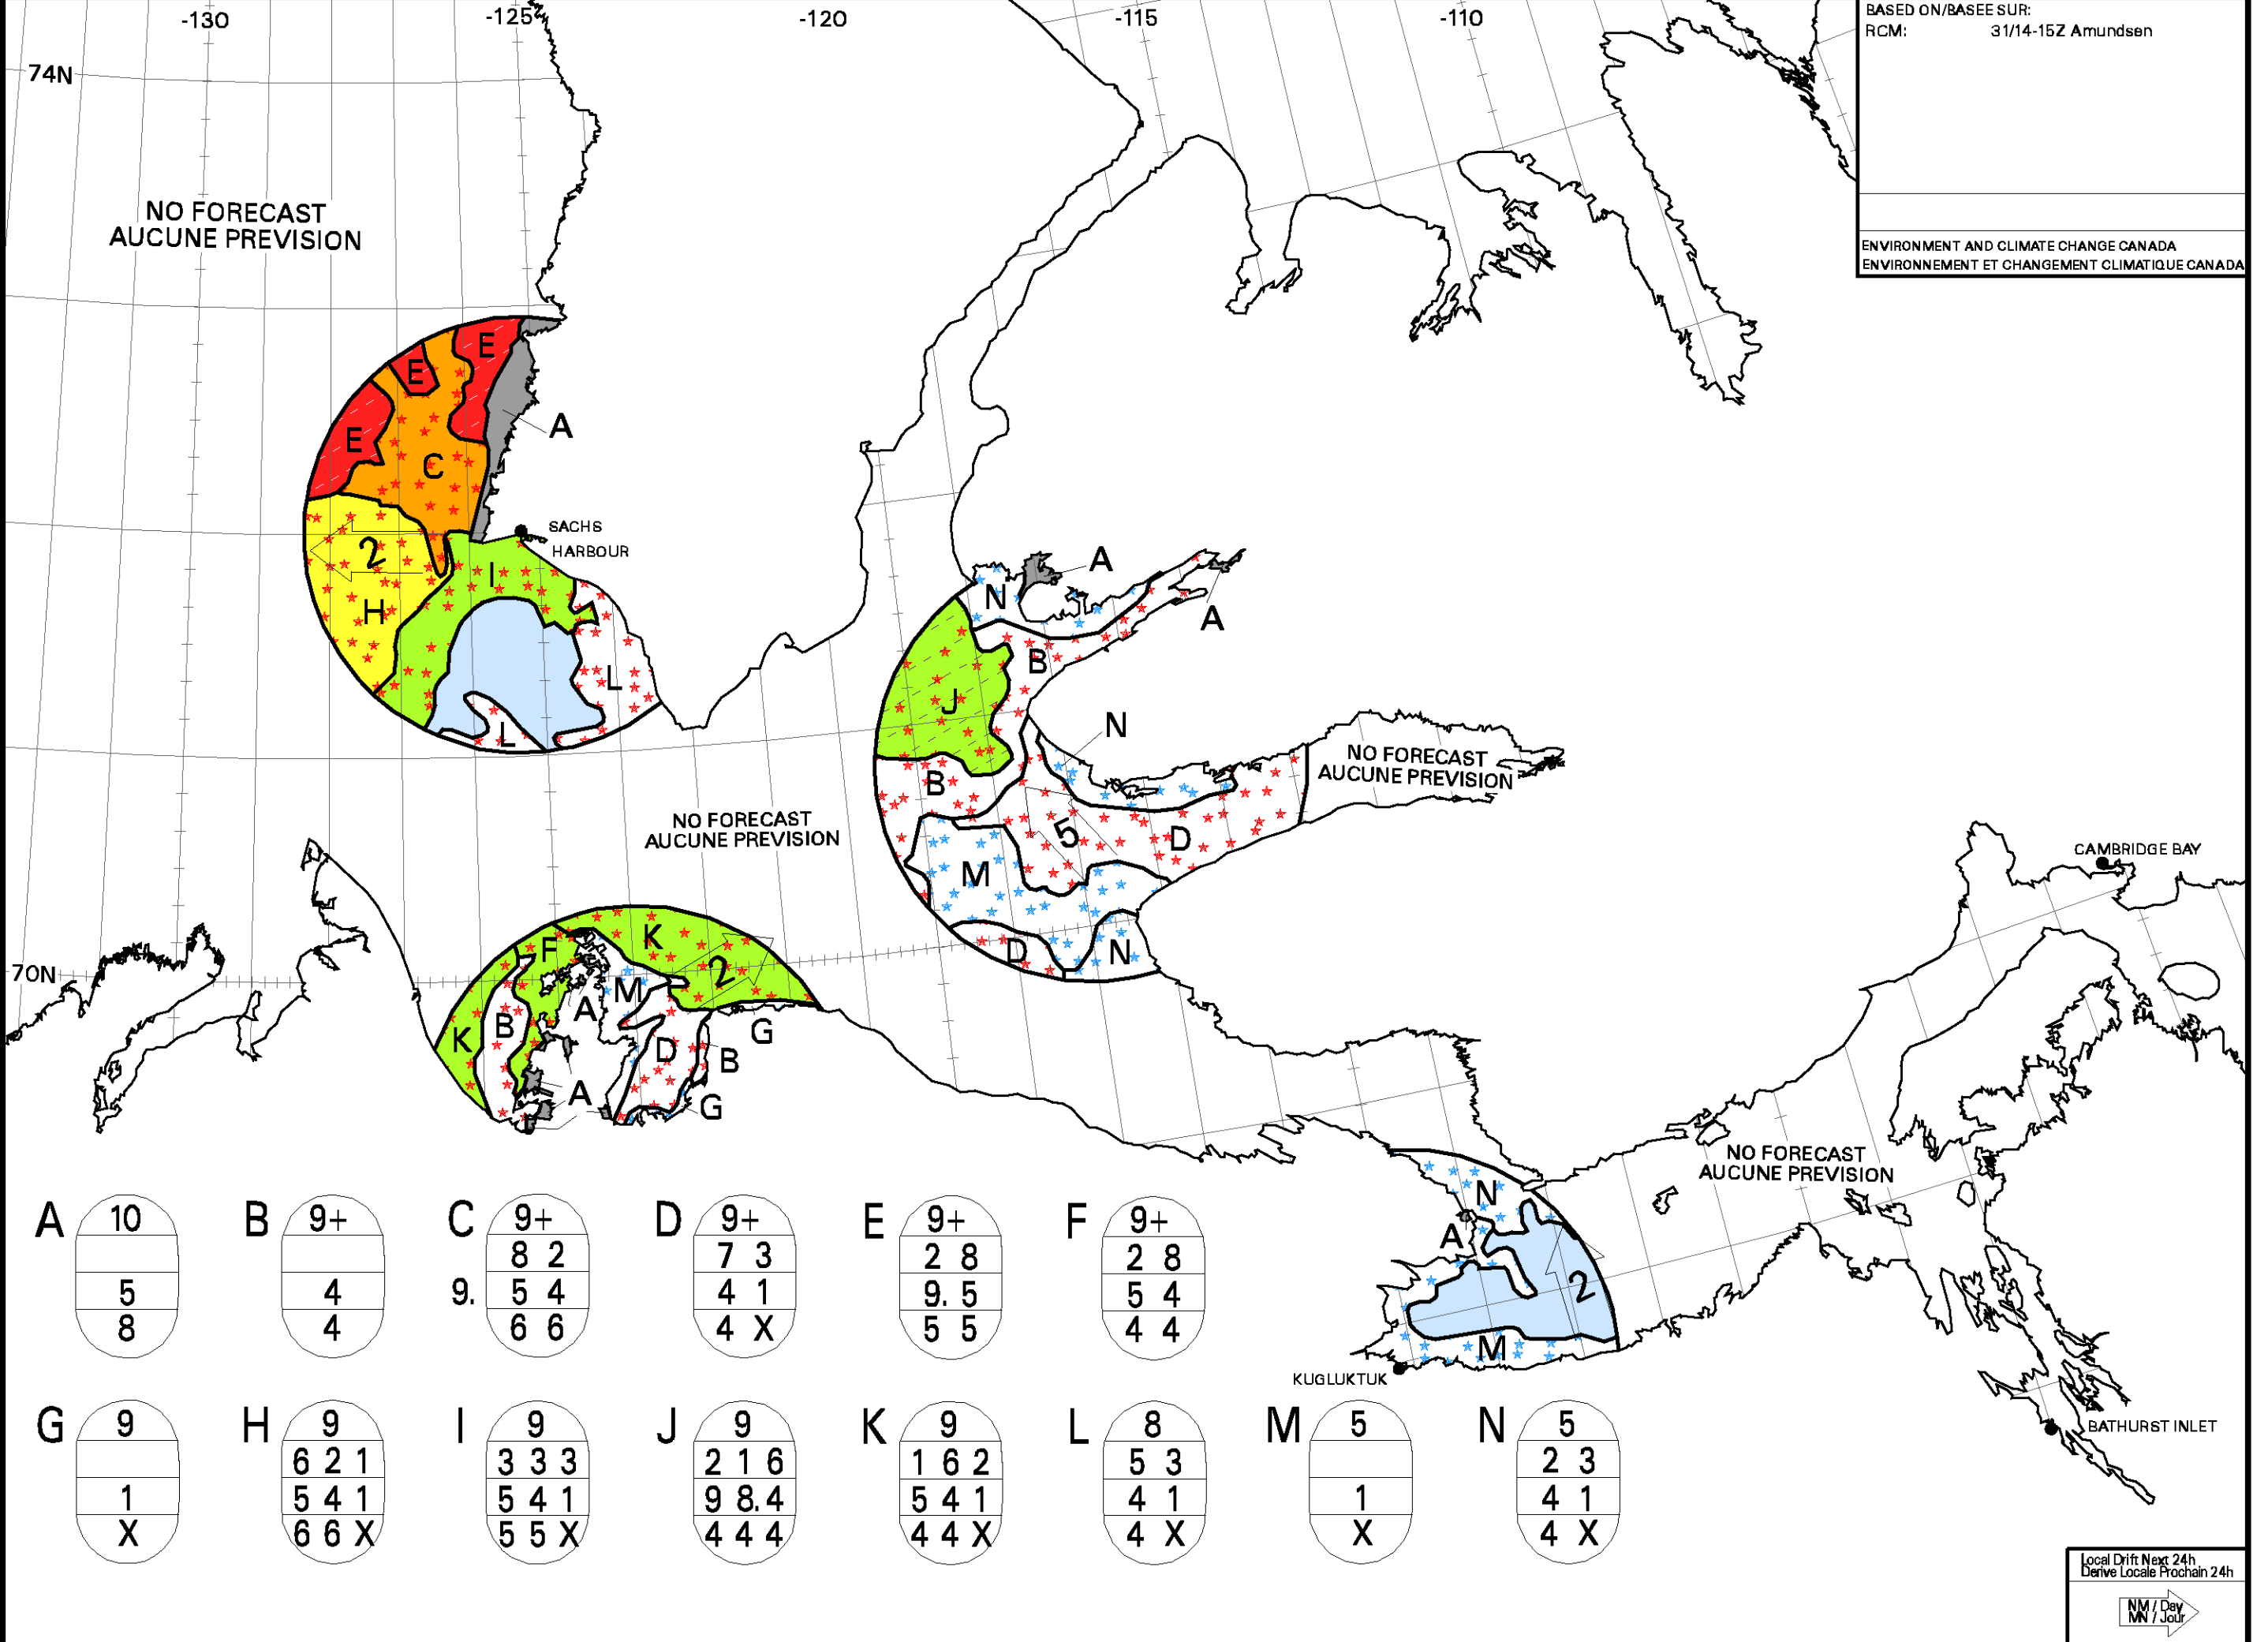 -130
-125
-120
-115
-110
BASED ON/BASEE SUR:
RCM: 31/14-15Z Amundsen
74N
NO FORECAST
AUCUNE PREVISION
ENVIRONMENT AND CLIMATE CHANGE CANADA
ENVIRONNEMENT ET CHANGEMENT CLIMATIQUE CANADA
E
E
E
A
C
SACHS
HARBOUR
2
I
H
L
L
A
N
A
B
J
N
NO FORECAST
AUCUNE PREVISION
B
5
D
M
NO FORECAST
AUCUNE PREVISION
CAMBRIDGE BAY
D
N
70N
F
K
2
M
A
K
B
D
G
B
A
G
NO FORECAST
AUCUNE PREVISION
N
A
2
M
KUGLUKTUK
BATHURST INLET
A
10
5
8
B
9+
4
4
C
9+
8 2
9. 5 4
6 6
D
9+
7 3
4 1
4 X
E
9+
2 8
9. 5
5 5
F
9+
2 8
5 4
4 4
G
9
1
X
H
9
6 2 1
5 4 1
6 6 X
I
9
3 3 3
5 4 1
5 5 X
J
9
2 1 6
9 8. 4
4 4 4
K
9
1 6 2
5 4 1
4 4 X
L
8
5 3
4 1
4 X
M
5
1
X
N
5
2 3
4 1
4 X
Local Drift Next 24h
Derive Locale Prochain 24h
NM / Day
MN / Jour